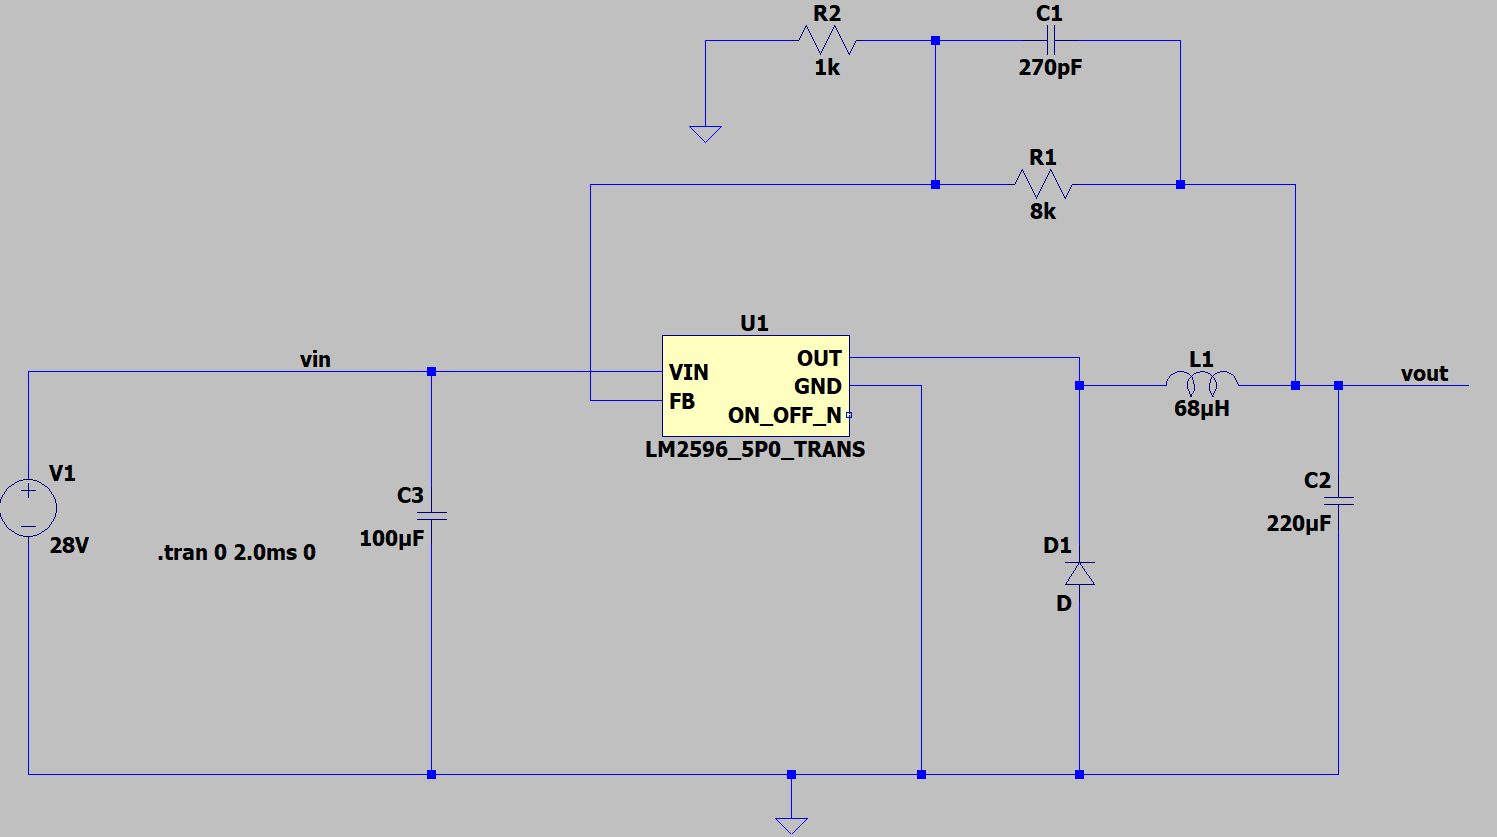 R2
C1
1k
270pF
R1
8k
U1
vin
OUT
L1
VIN
vout
GND
FB
68µH
ON_OFF_N
LM2596_5P0_TRANS
V1
C2
C3
220µF
100µF
28V
D1
.tran 0 2.0ms 0
D